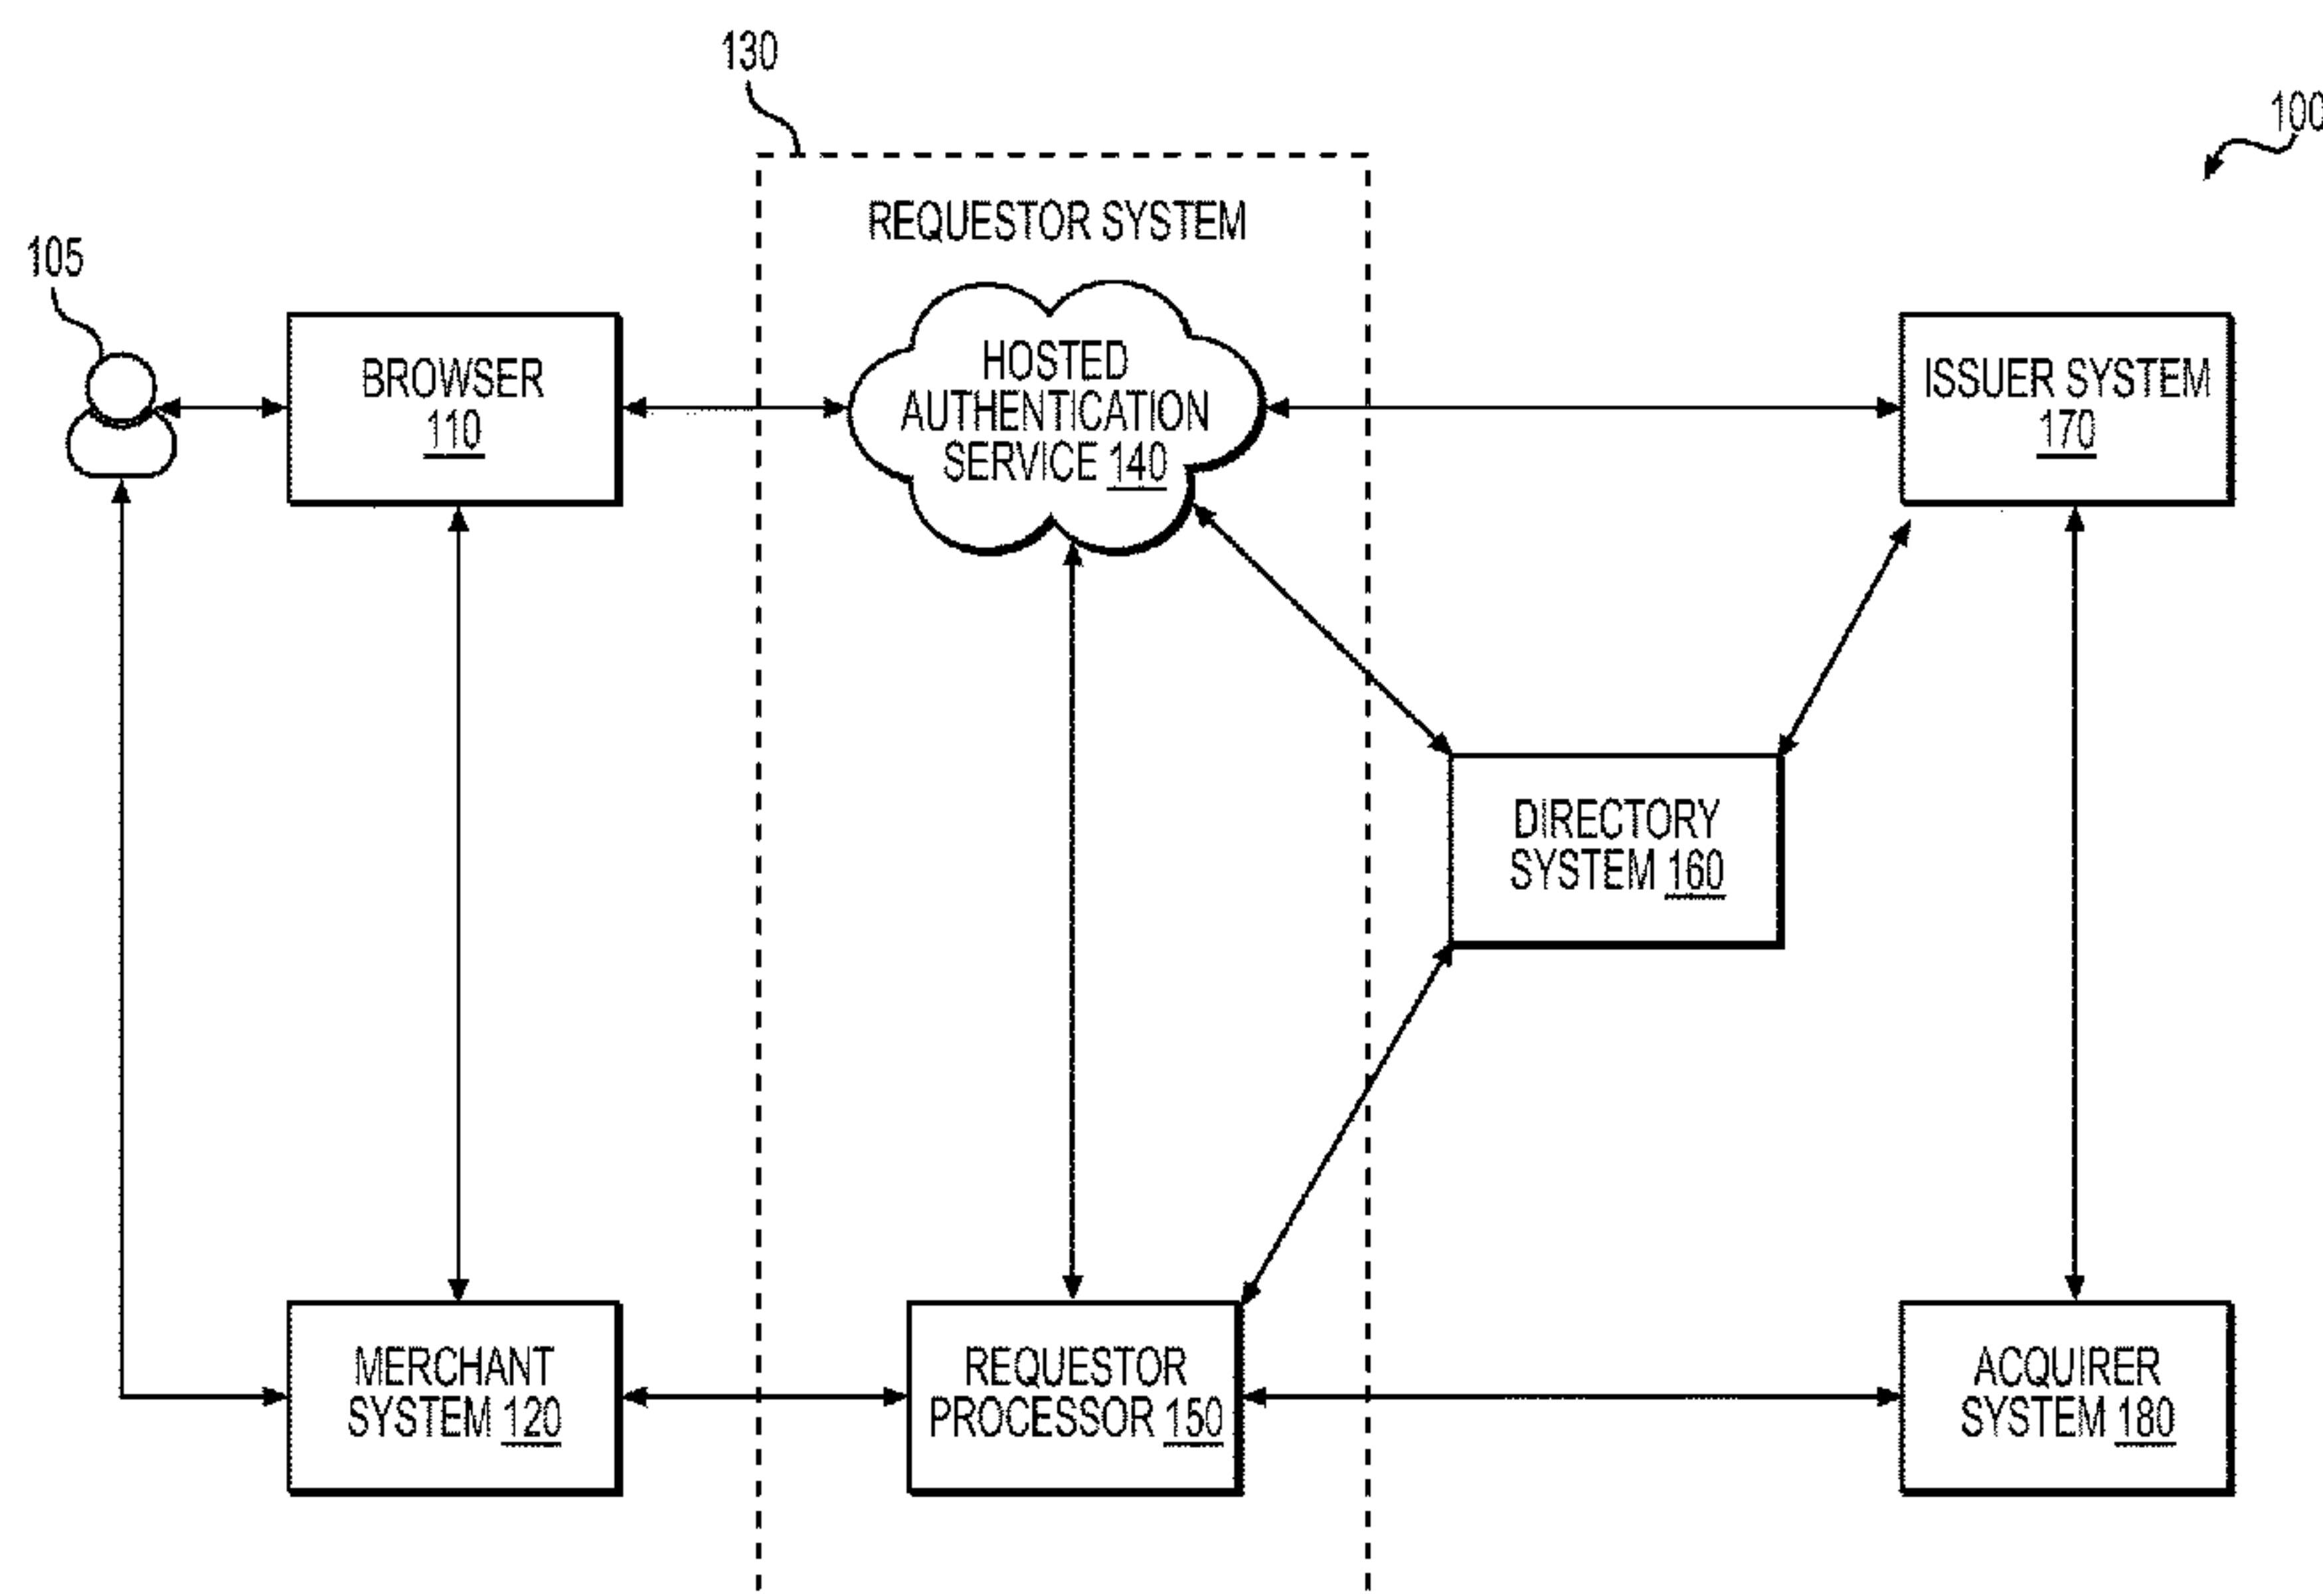 130
100
REQUESTOR SYSTEM
105
BROWSER
110
HOSTED
AUTHENTICATION
SERVICE 140
ISSUER SYSTEM
170
DIRECTORY
SYSTEM 160
MERCHANT
SYSTEM 120
REQUESTOR
PROCESSOR 150
ACQUIRER
SYSTEM 180